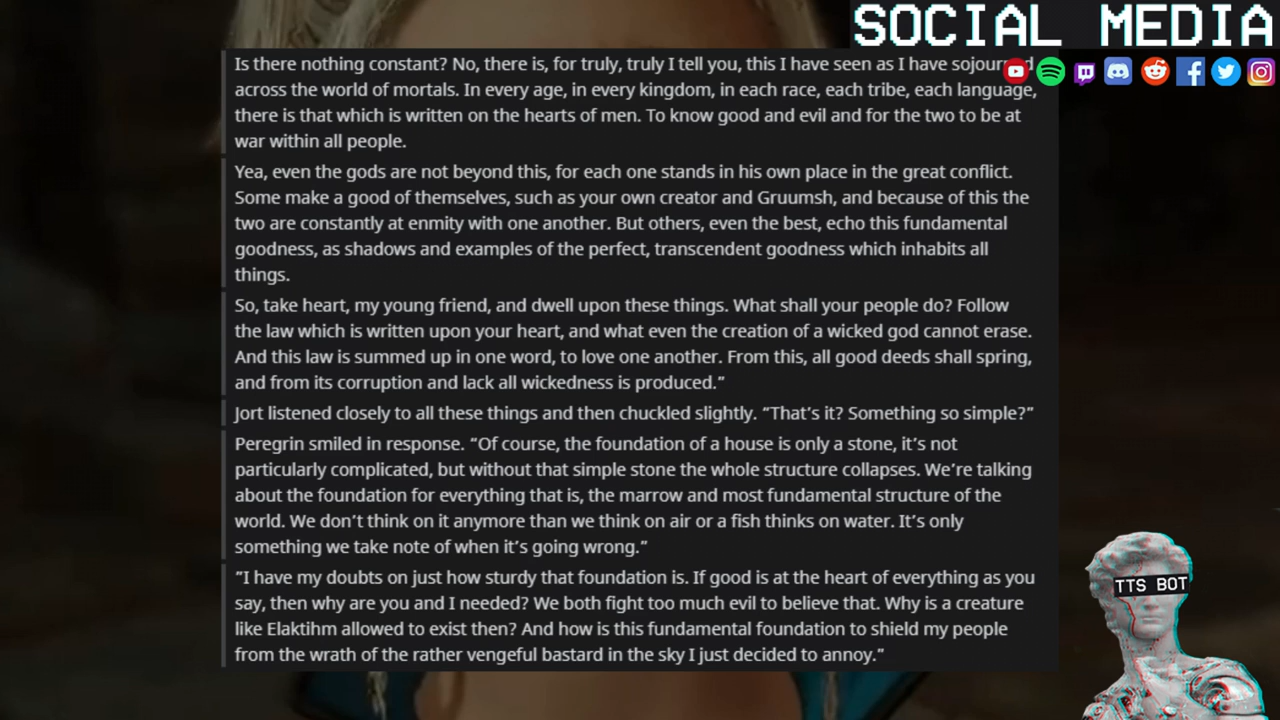 SOCIAL MEDIA
Is there nothing constant? No, there is, for truly, truly I tell you, this I have seen as I have sojourned
across the world of mortals. In every age, in every kingdom, in each race, each tribe, each language,
there is that which is written on the hearts of men. To know good and evil and for the two to be at
war within all people.
Yea, even the gods are not beyond this, for each one stands in his own place in the great conflict.
Some make a good of themselves, such as your own creator and Gruumsh, and because of this the
two are constantly at enmity with one another. But others, even the best, echo this fundamental
goodness, as shadows and examples of the perfect, transcendent goodness which inhabits all
things.
So, take heart, my young friend, and dwell upon these things. What shall your people do? Follow
the law which is written upon your heart, and what even the creation of a wicked god cannot erase.
And this law is summed up in one word, to love one another. From this, all good deeds shall spring,
and from its corruption and lack all wickedness is produced.”
Jort listened closely to all these things and then chuckled slightly. “That’s it? Something so simple?”
Peregrin smiled in response. “Of course, the foundation of a house is only a stone, it’s not
particularly complicated, but without that simple stone the whole structure collapses. We’re talking
about the foundation for everything that is, the marrow and most fundamental structure of the
world. We don’t think on it anymore than we think on air or a fish thinks on water. It’s only
something we take note of when it’s going wrong.”
“I have my doubts on just how sturdy that foundation is. If good is at the heart of everything as you
say, then why are you and I needed? We both fight too much evil to believe that. Why is a creature
like Elaktihm allowed to exist then? And how is this fundamental foundation to shield my people
from the wrath of the rather vengeful bastard in the sky I just decided to annoy.”
TTS BOT